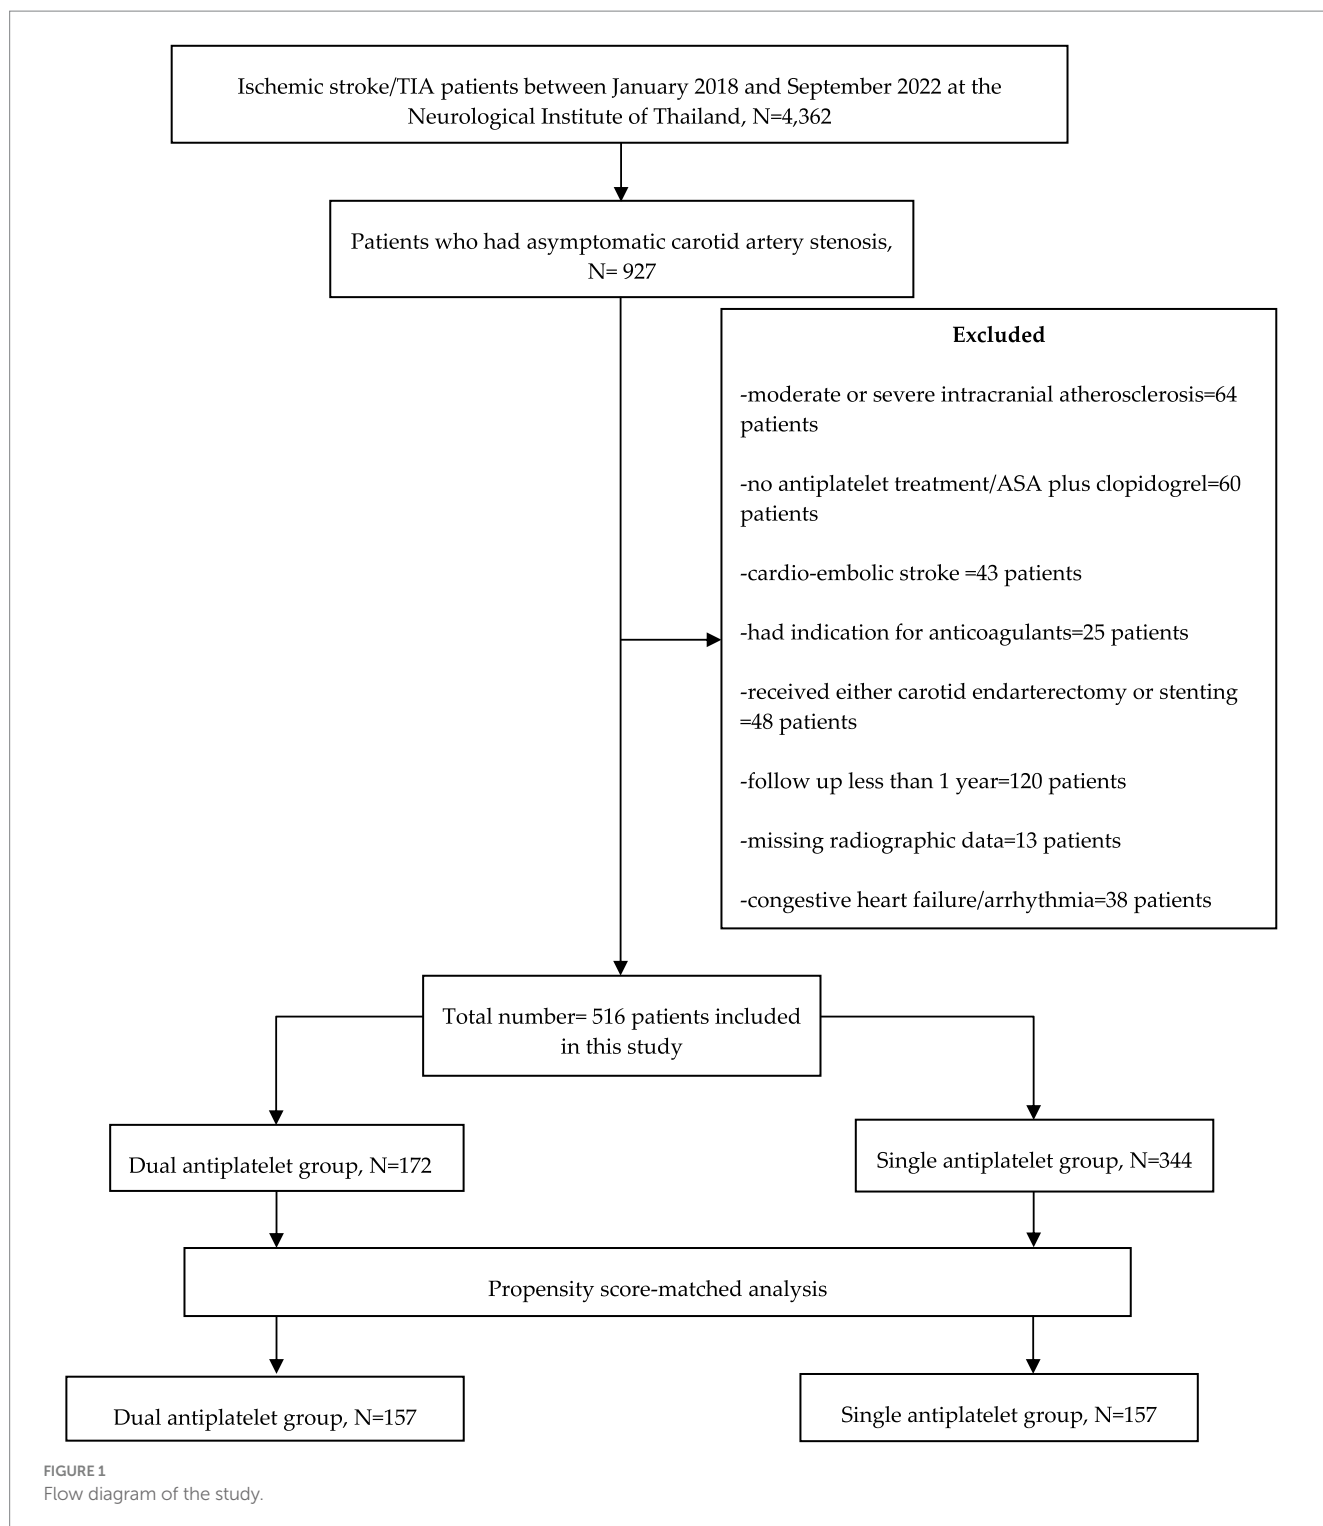 Ischemic stroke/TIA patients between January 2018 and September 2022 at the
Neurological Institute of Thailand, N=4,362
Patients who had asymptomatic carotid artery stenosis,
N= 927
Excluded
-moderate or severe intracranial atherosclerosis=64
patients
-no antiplatelet treatment/ASA plus clopidogrel=60
patients
-cardio-embolic stroke =43 patients
-had indication for anticoagulants=25 patients
-received either carotid endarterectomy or stenting
=48 patients
-follow up less than 1 year=120 patients
-missing radiographic data=13 patients
-congestive heart failure/arrhythmia=38 patients
Total number= 516 patients included
in this study
Dual antiplatelet group, N=172
Single antiplatelet group, N=344
Propensity score-matched analysis
Dual antiplatelet group, N=157
Single antiplatelet group, N=157
FIGURE 1
Flow diagram of the study.